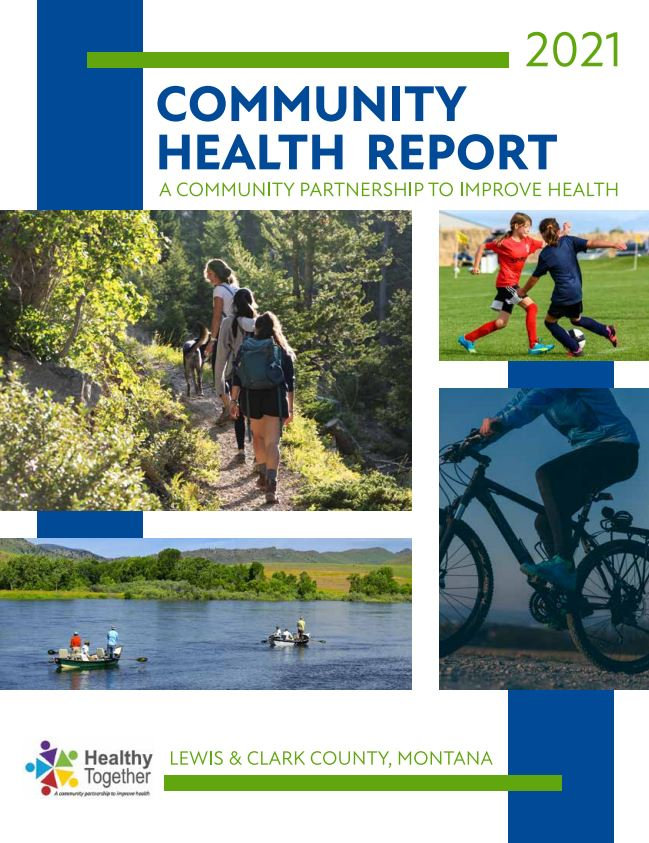 2021
COMMUNITY
HEALTH REPORT
A COMMUNITY PARTNERSHIP TO IMPROVE HEALTH
Healthy
Together
A community partnership to improve health
LEWIS & CLARK COUNTY, MONTANA